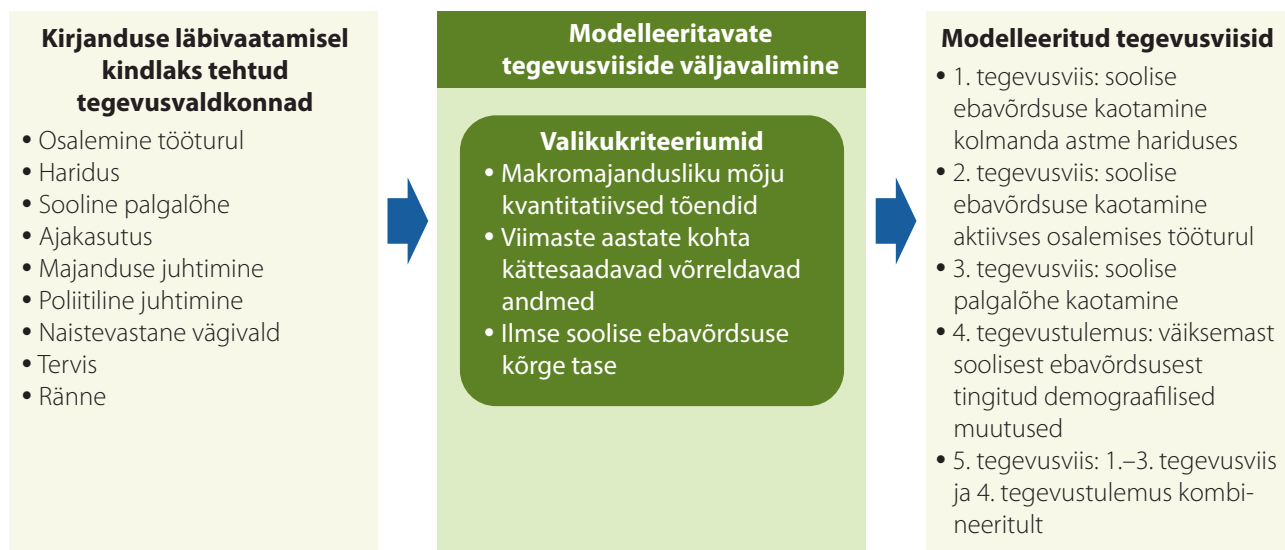 Kirjanduse läbivaatamisel
kindlaks tehtud
tegevusvaldkonnad
• Osalemine tööturul
• Haridus
• Sooline palgalõhe
• Ajakasutus
• Majanduse juhtimine
• Poliitiline juhtimine
• Naistevastane vägivald
• Tervis
• Ränne
Modelleeritavate
tegevusviiside väljavalimine
Valikukriteeriumid
• Makromajandusliku mõju
kvantitatiivsed tõendid
• Viimaste aastate kohta
kättesaadavad võrreldavad
andmed
• Ilmse soolise ebavõrdsuse
kõrge tase
Modelleeritud tegevusviisid
• 1. tegevusviis: soolise
ebavõrdsuse kaotamine
kolmanda astme hariduses
• 2. tegevusviis: soolise
ebavõrdsuse kaotamine
aktiivses osalemises tööturul
• 3. tegevusviis: soolise
palgalõhe kaotamine
• 4. tegevustulemus: väiksemast
soolisest ebavõrdsusest
tingitud demograafilised
muutused
• 5. tegevusviis: 1.–3. tegevusviis
ja 4. tegevustulemus kombi-
neeritult